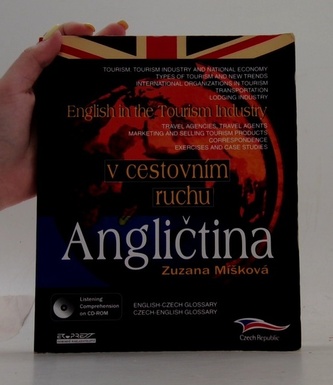 TOURISM, TOURISM INDUSTRY AND NATIONAL ECONOMY
TYPES OF TOURISM AND NEW TRENDS
INTERNATIONAL ORGANIZATIONS IN TOURISM
TRANSPORTATION
LODGING INDUSTRY
English in the Tourism Industry
TRAVEL AGENCIES, TRAVEL AGENTS
MARKETING AND SELLING TOURISM PRODUCTS
CORRESPONDENCE
EXERCISES AND CASE STUDIES
v cestovním
ruchu
Angličtina
Zuzana Mišková
Listening
Comprehension
on CD-ROM
ENGLISH-CZECH GLOSSARY
CZECH-ENGLISH GLOSSARY
Czech Republic